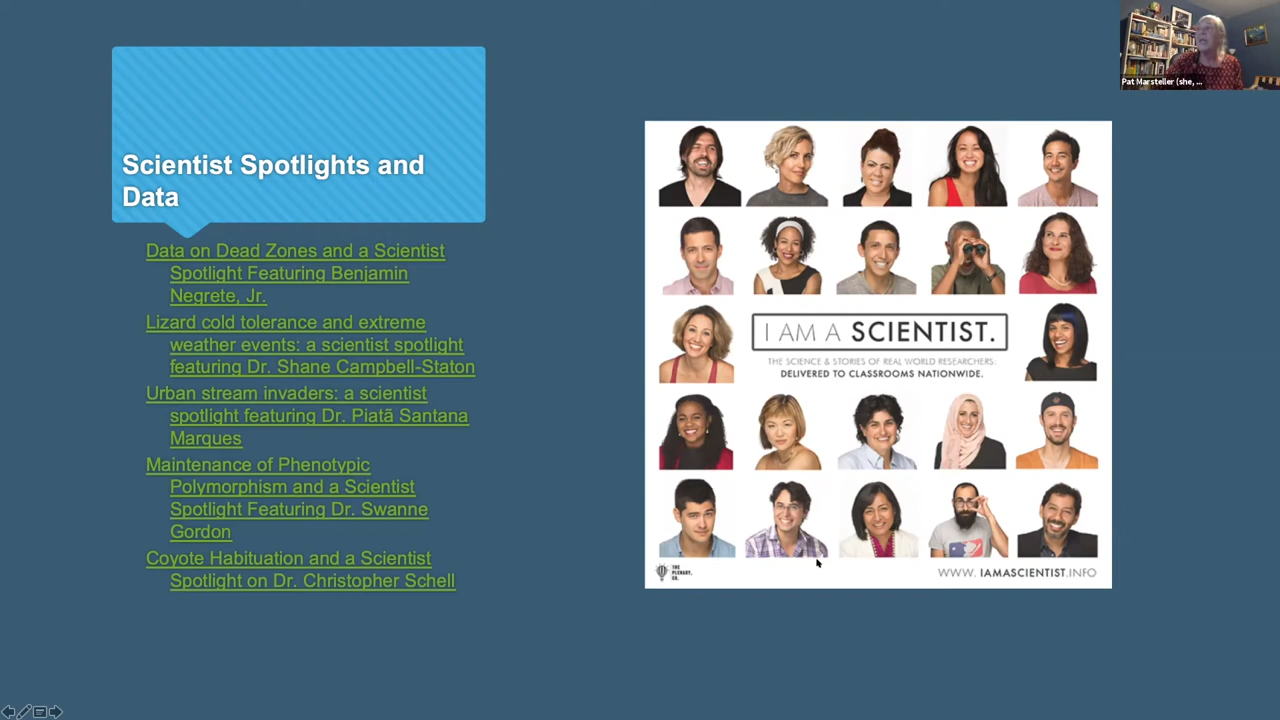 Scientist Spotlights and
Data
Data on Dead Zones and a Scientist
Spotlight Featuring Benjamin
Negrete, Jr.
Lizard cold tolerance and extreme
weather events: a scientist spotlight
featuring Dr. Shane Campbell-Staton
Urban stream invaders: a scientist
spotlight featuring Dr. Piatã Santana
Marques
Maintenance of Phenotypic
Polymorphism and a Scientist
Spotlight Featuring Dr. Swanne
Gordon
Coyote Habituation and a Scientist
Spotlight on Dr. Christopher Schell
I AM A SCIENTIST.
THE SCIENCE & STORIES OF REAL WORLD RESEARCHERS:
DELIVERED TO CLASSROOMS NATIONWIDE.
THE
PLENARY,
CO.
WWW. IAMASCIENTIST.INFO
Pat Marsteller (she, ...